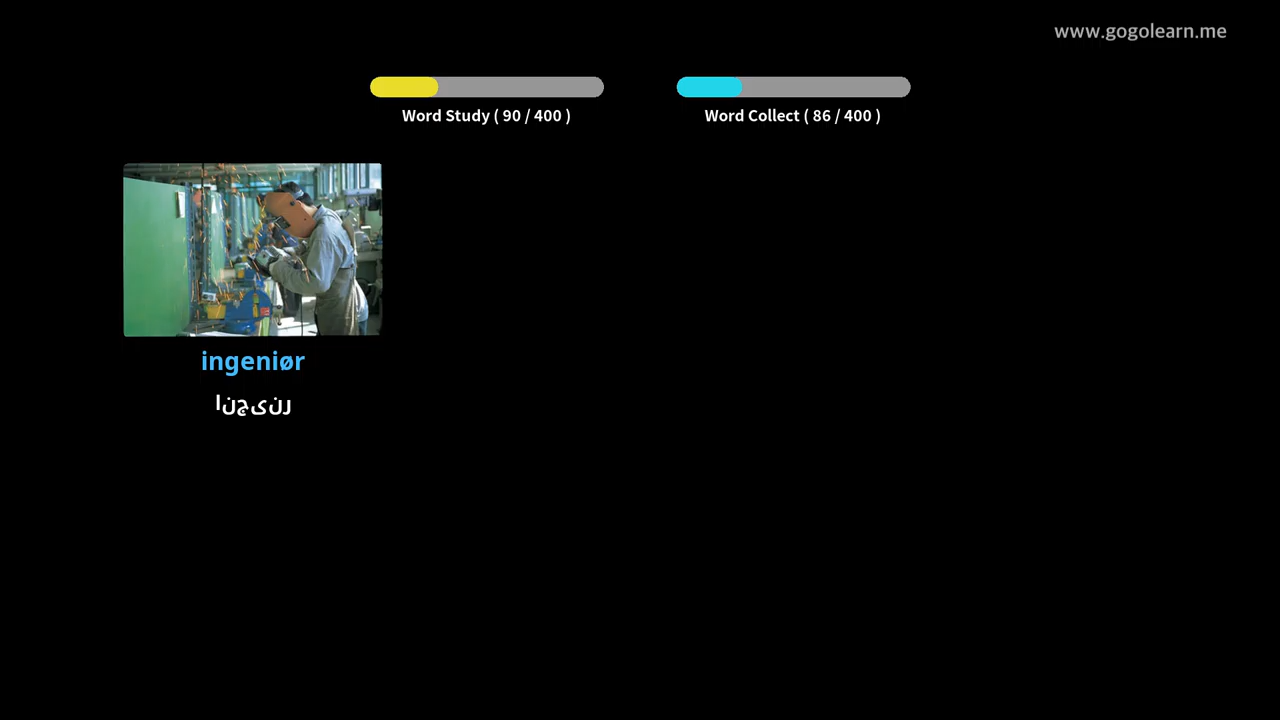 www.gogolearn.me
Word Study ( 90 / 400 )
Word Collect ( 86 / 400 )
ingeniør
انجینر